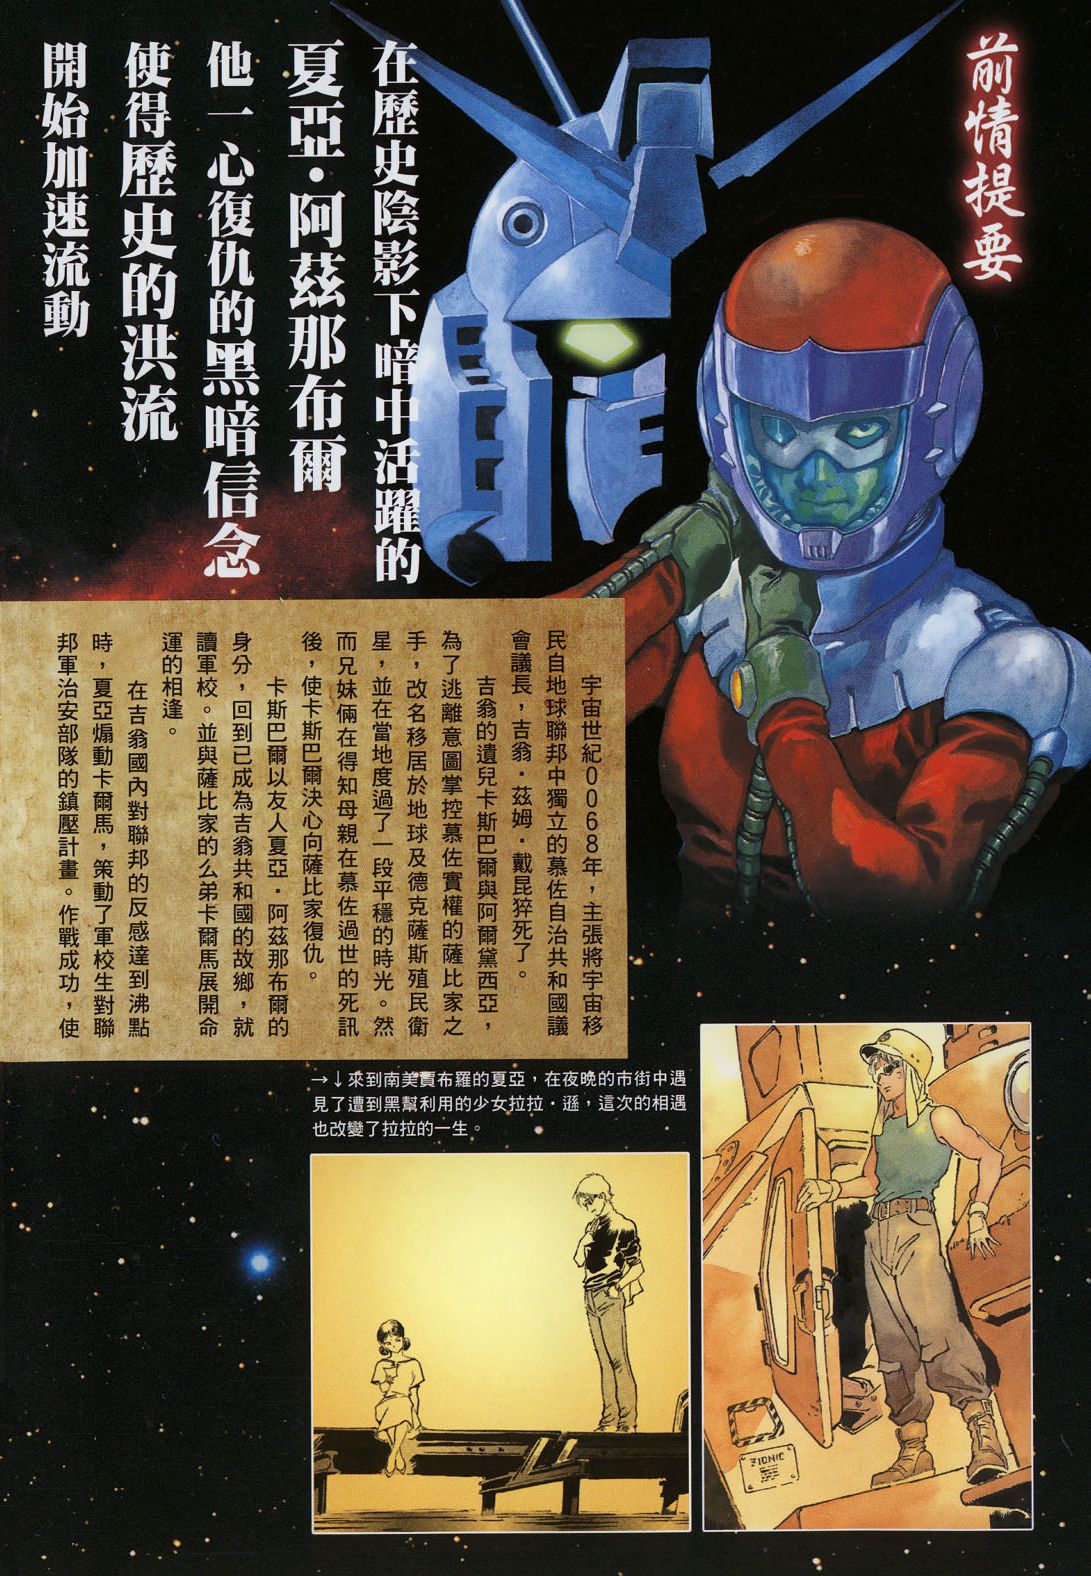 前情提要
在歷史陰影下暗中活躍的
夏亞・阿茲那布爾
他一心復仇的黑暗信念
使得歷史的洪流
開始加速流動
宇宙世紀0068年，主張將宇宙移
民自地球聯邦中獨立的慕佐自治共和國議
會議長，吉翁・茲姆・戴昆猝死了。
吉翁的遺兒卡斯巴爾與阿爾黛西亞，
為了逃離意圖掌控慕佐實權的薩比家之
手，改名移居於地球及德克薩斯殖民衛
星，並在當地度過了一段平穩的時光。然
而兄妹倆在得知母親在慕佐過世的死訊
後，使卡斯巴爾決心向薩比家復仇。
卡斯巴爾以友人夏亞・阿茲那布爾的
身分，回到已成為吉翁共和國的故鄉，就
讀軍校。並與薩比家的么弟卡爾馬展開命
運的相逢。
在吉翁國內對聯邦的反感達到沸點
時，夏亞煽動卡爾馬，策動了軍校生對聯
邦軍治安部隊的鎮壓計畫。作戰成功，使
→↓來到南美賈布羅的夏亞，在夜晚的市街中遇
見了遭到黑幫利用的少女拉拉・遜，這次的相遇
也改變了拉拉的一生。
ZIONIC